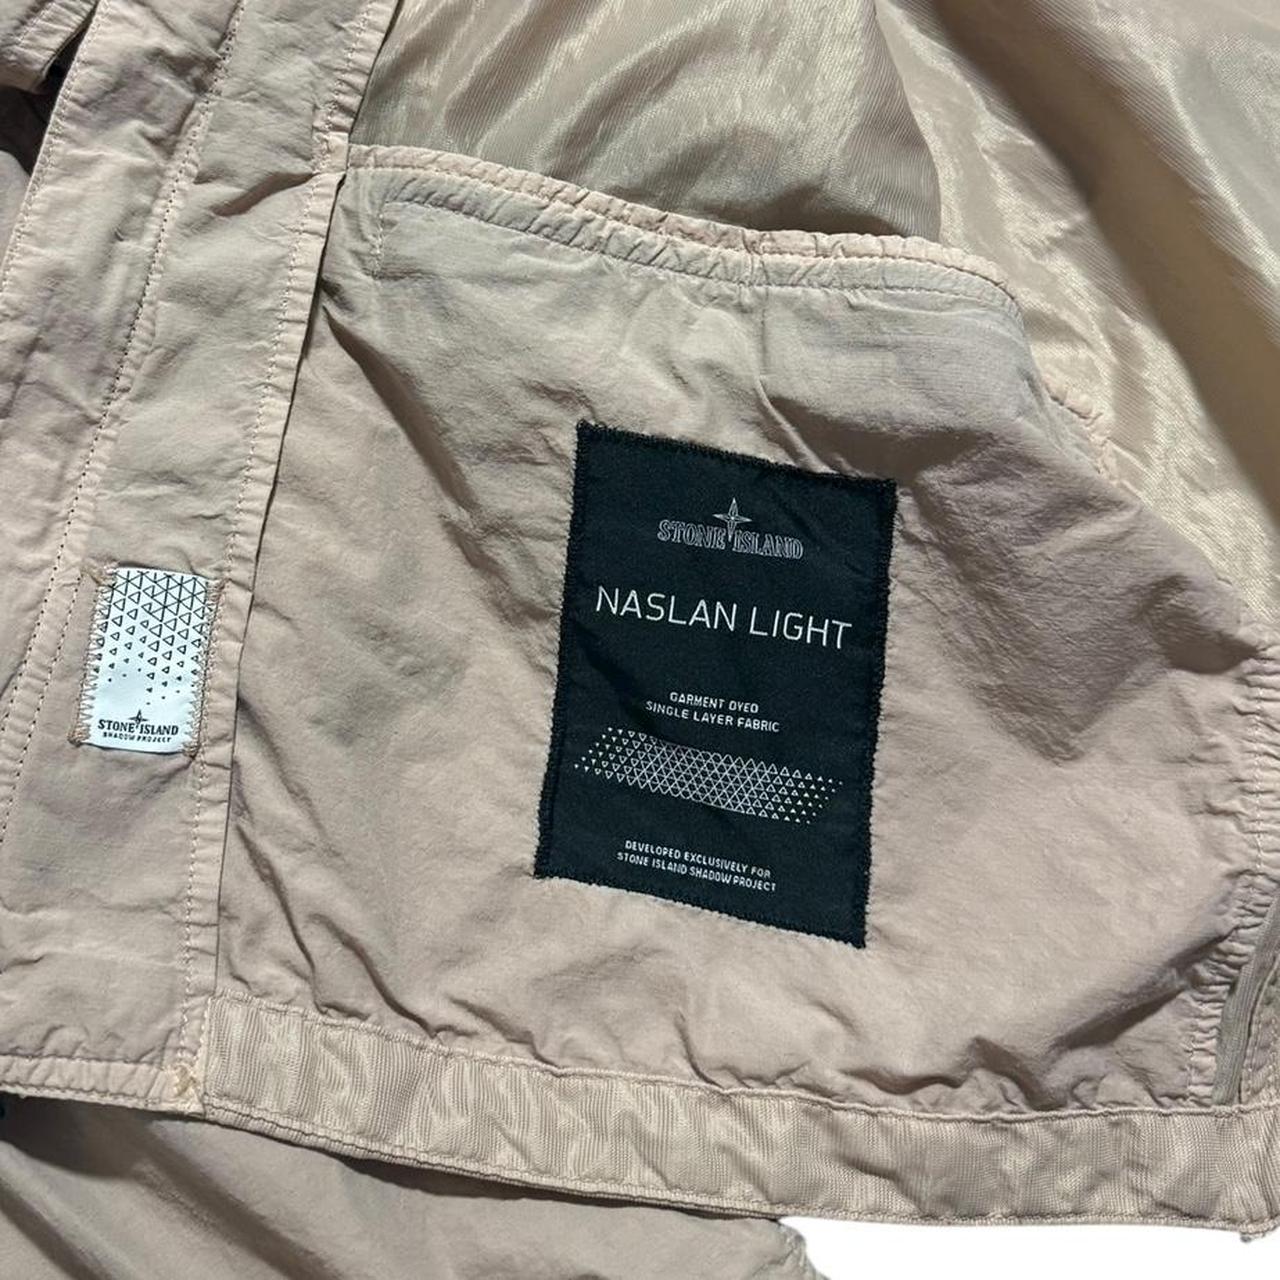 STONE ISLAND
NASLAN LIGHT
GARMENT DYED
SINGLE LAYER FABRIC
DEVELOPED EXCLUSIVELY FOR
STONE ISLAND SHADOW PROJECT
STONE ISLAND
SHADOW PROJECT